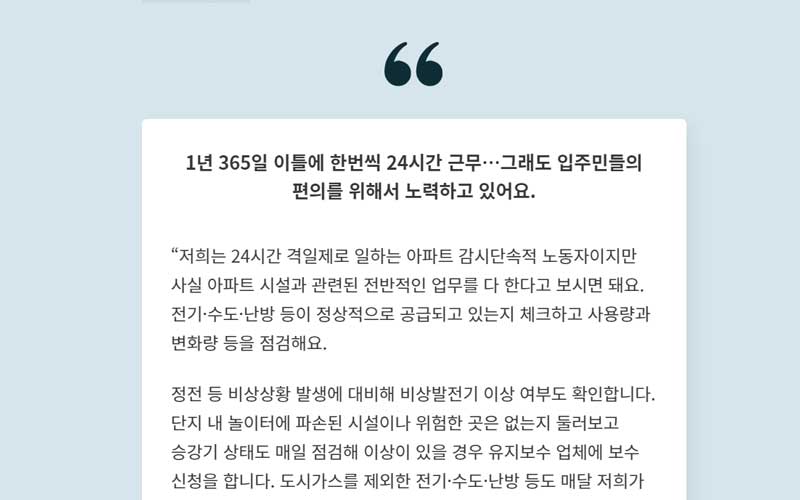 “
1년 365일 이틀에 한번씩 24시간 근무…그래도 입주민들의
편의를 위해서 노력하고 있어요.
“저희는 24시간 격일제로 일하는 아파트 감시단속적 노동자이지만
사실 아파트 시설과 관련된 전반적인 업무를 다 한다고 보시면 돼요.
전기·수도·난방 등이 정상적으로 공급되고 있는지 체크하고 사용량과
변화량 등을 점검해요.
정전 등 비상상황 발생에 대비해 비상발전기 이상 여부도 확인합니다.
단지 내 놀이터에 파손된 시설이나 위험한 곳은 없는지 둘러보고
승강기 상태도 매일 점검해 이상이 있을 경우 유지보수 업체에 보수
신청을 합니다. 도시가스를 제외한 전기·수도·난방 등도 매달 저희가